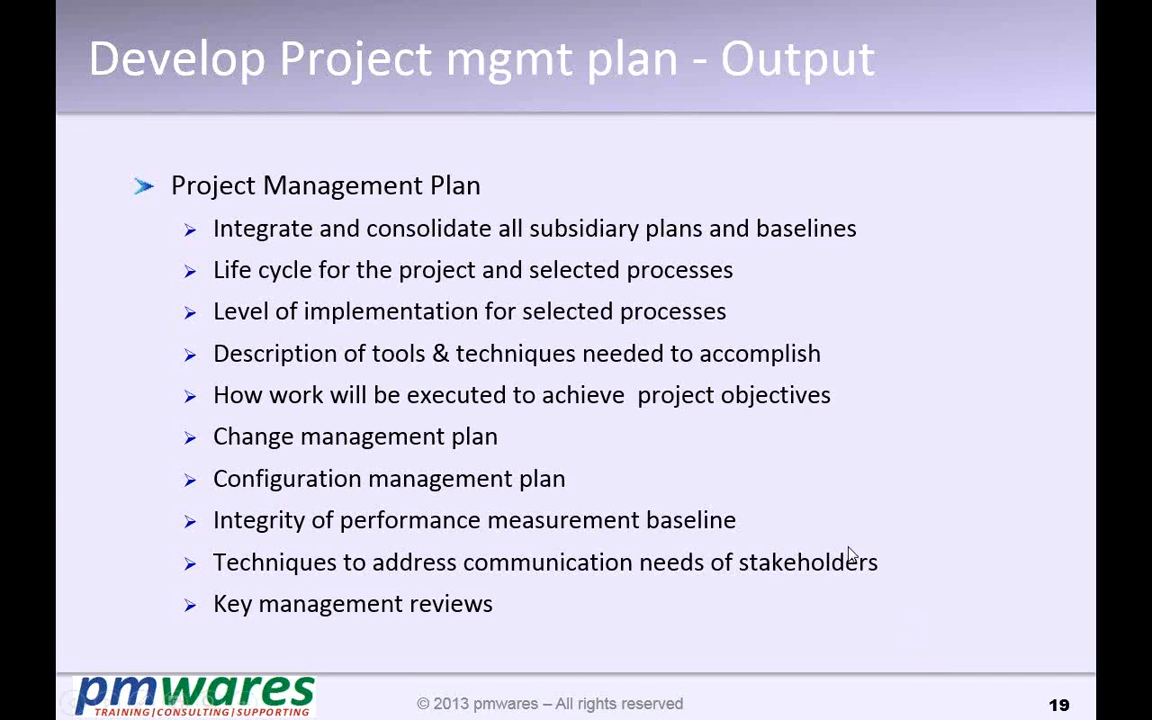 Develop Project mgmt plan - Output
Project Management Plan
Integrate and consolidate all subsidiary plans and baselines
Life cycle for the project and selected processes
Level of implementation for selected processes
Description of tools & techniques needed to accomplish
How work will be executed to achieve  project objectives
Change management plan
Configuration management plan
Integrity of performance measurement baseline
Techniques to address communication needs of stakeholders
Key management reviews
pmwares
TRAINING|CONSULTING|SUPPORTING
© 2013 pmwares – All rights reserved
19